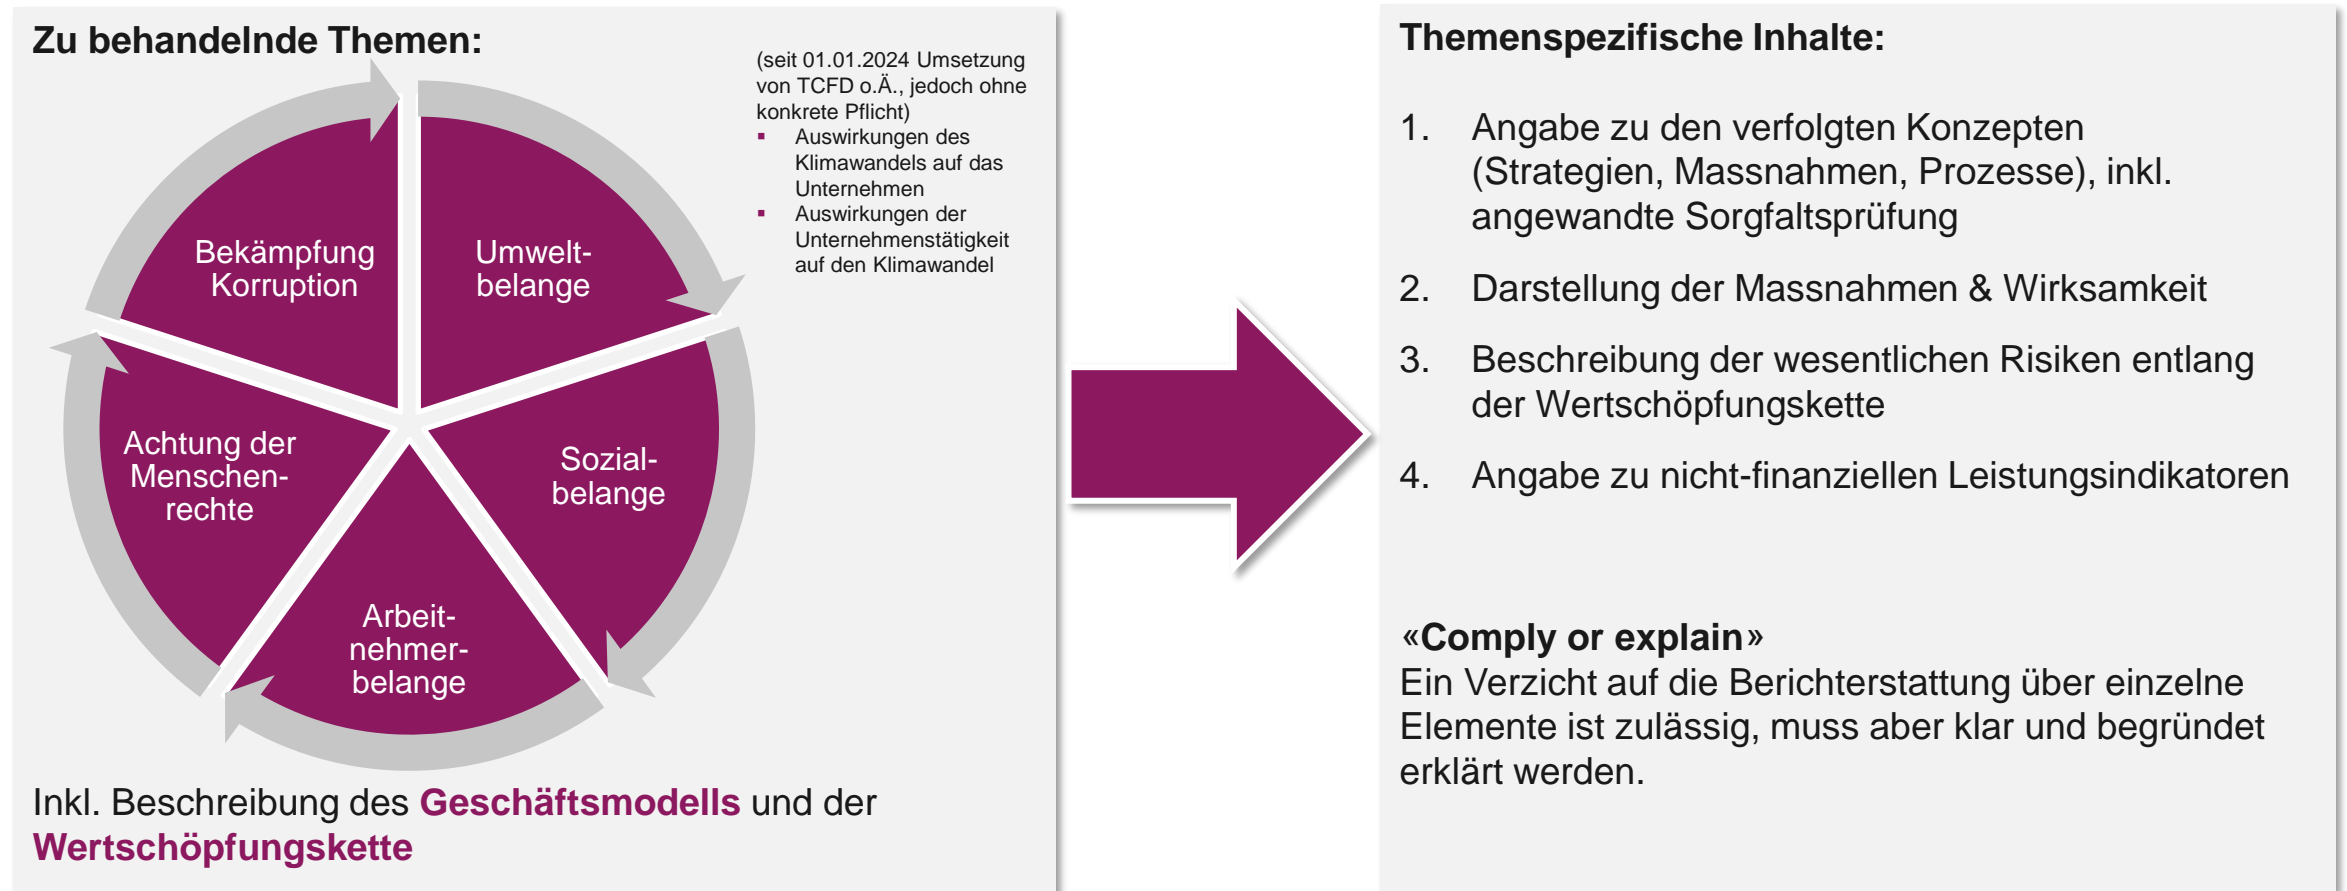 Zu behandelnde Themen:
(seit 01.01.2024 Umsetzung
von TCFD o.Ä., jedoch ohne
konkrete Pflicht)
▪ Auswirkungen des
Klimawandels auf das
Unternehmen
▪ Auswirkungen der
Unternehmenstätigkeit
auf den Klimawandel
Bekämpfung
Korruption
Umwelt-
belange
Achtung der
Menschen-
rechte
Sozial-
belange
Arbeit-
nehmer-
belange
Inkl. Beschreibung des Geschäftsmodells und der
Wertschöpfungskette
Themenspezifische Inhalte:
1. Angabe zu den verfolgten Konzepten
(Strategien, Massnahmen, Prozesse), inkl.
angewandte Sorgfaltsprüfung
2. Darstellung der Massnahmen & Wirksamkeit
3. Beschreibung der wesentlichen Risiken entlang
der Wertschöpfungskette
4. Angabe zu nicht-finanziellen Leistungsindikatoren
«Comply or explain»
Ein Verzicht auf die Berichterstattung über einzelne
Elemente ist zulässig, muss aber klar und begründet
erklärt werden.